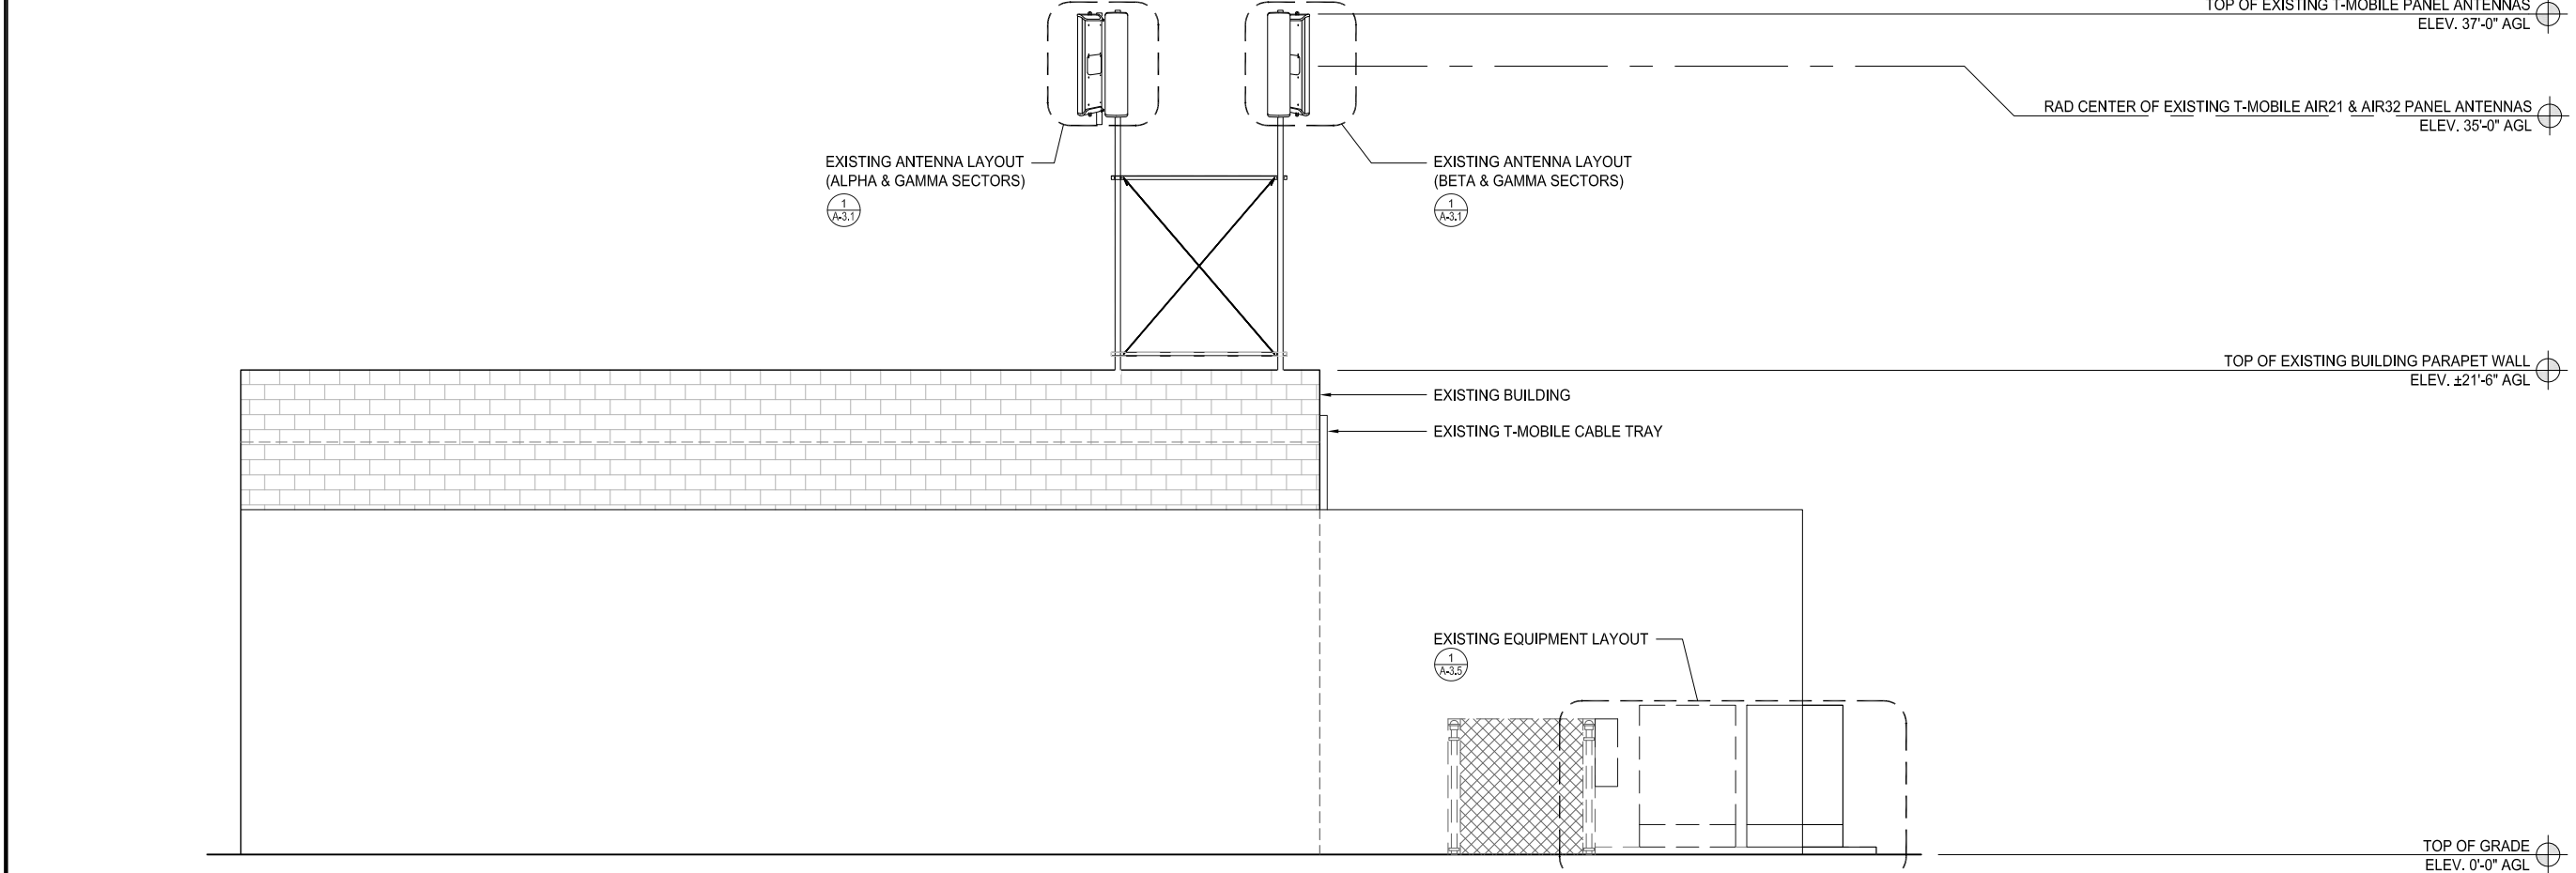 TOP OF EXISTING T-MOBILE PANEL ANTENNAS
ELEV. 37'-0" AGL
RAD CENTER OF EXISTING T-MOBILE AIR21 & AIR32 PANEL ANTENNAS
ELEV. 35'-0" AGL
EXISTING ANTENNA LAYOUT
(ALPHA & GAMMA SECTORS)
1
A-3.1
EXISTING ANTENNA LAYOUT
(BETA & GAMMA SECTORS)
1
A-3.1
TOP OF EXISTING BUILDING PARAPET WALL
ELEV. ±21'-6" AGL
EXISTING BUILDING
EXISTING T-MOBILE CABLE TRAY
EXISTING EQUIPMENT LAYOUT
1
A-3.5
TOP OF GRADE
ELEV. 0'-0" AGL